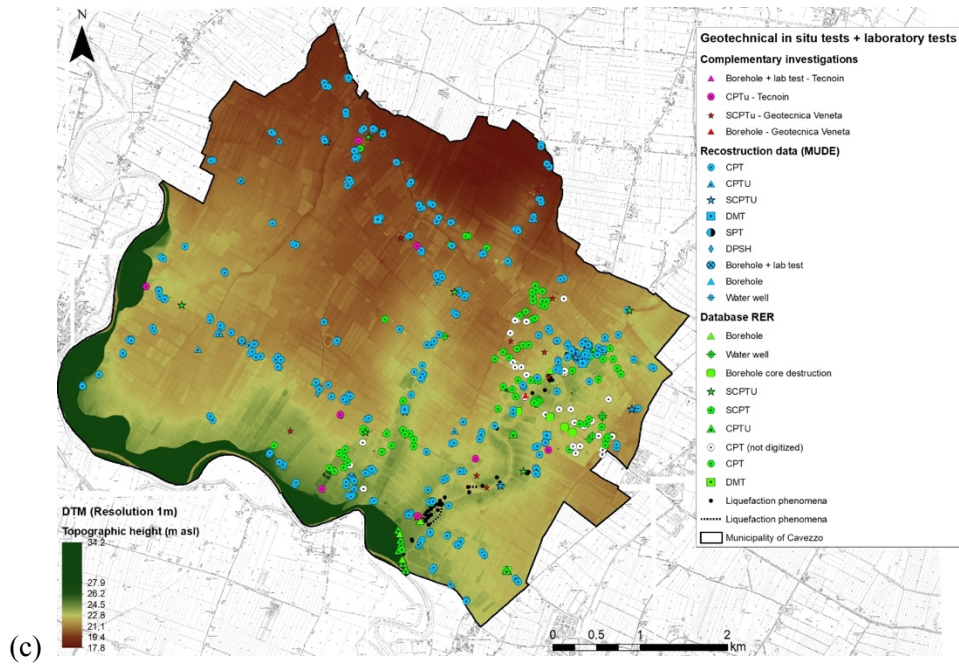 N
Geotechnical in situ tests + laboratory tests
Complementary investigations
Borehole + lab test - Tecnoin
CPTu - Tecnoin
SCPTu - Geotecnica Veneta
Borehole - Geotecnica Veneta
Recostruction data (MUDE)
CPT
CPTU
SCPTU
DMT
SPT
DPSH
Borehole + lab test
Borehole
Water well
Database RER
Borehole
Water well
Borehole core destruction
SCPTU
SCPT
CPTU
CPT (not digitized)
CPT
DMT
Liquefaction phenomena
Liquefaction phenomena
Municipality of Cavezzo
DTM (Resolution 1m)
Topographic height (m asl)
34.2
27.9
26.2
24.5
22.8
21.1
19.4
17.8
0 0.5 1 2
km
(c)